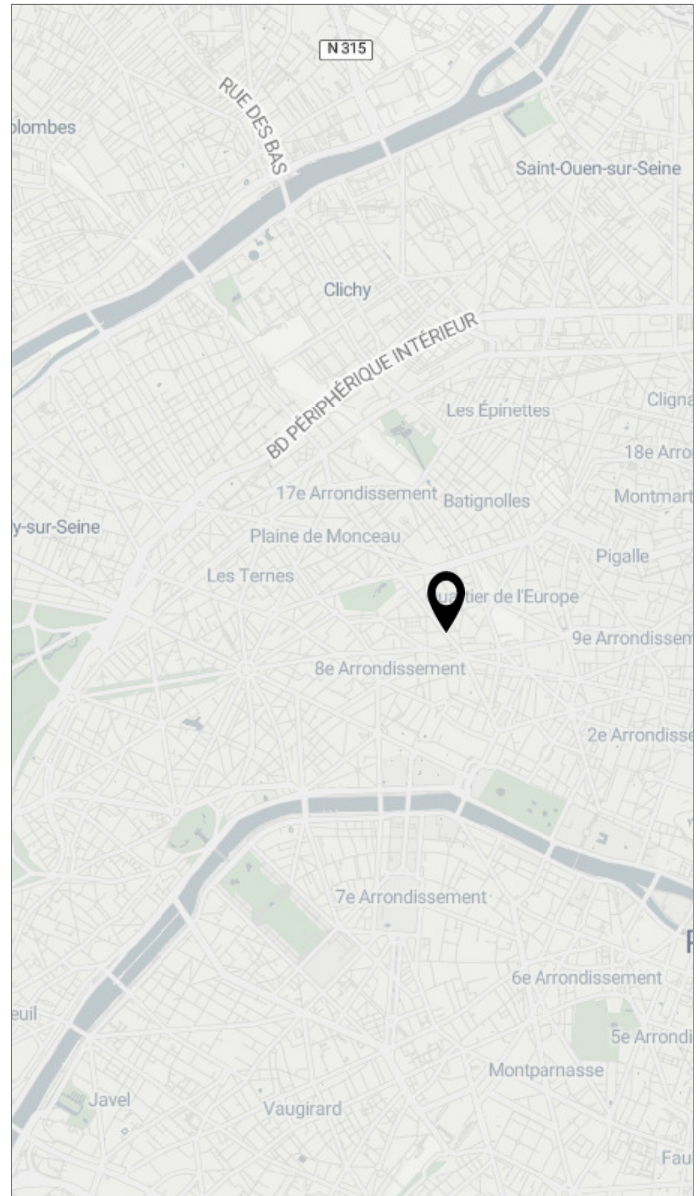 N 315
RUE DES BAS
olombes
Saint-Ouen-sur-Seine
Clichy
BD PÉRIPHÉRIQUE INTÉRIEUR
Les Épinettes
Cligna
18e Arro
17e Arrondissement
Batignolles
Montmart
y-sur-Seine
Plaine de Monceau
Pigalle
Les Ternes
uartier de l'Europe
9e Arrondissem
8e Arrondissement
2e Arrondisse
7e Arrondissement
P
6e Arrondissement
euil
5e Arrondi
Montparnasse
Javel
Vaugirard
Fau